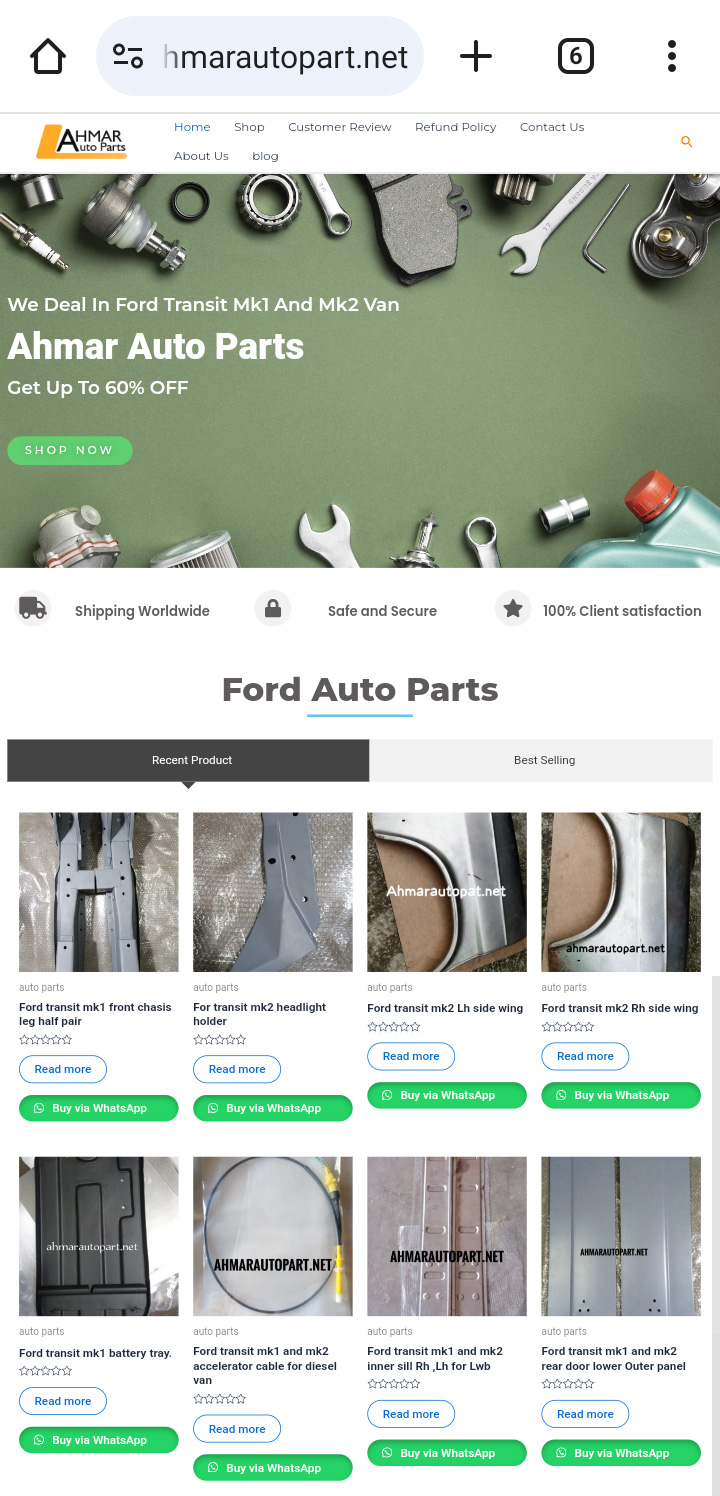 hmarautopart.net
6
AHMAR
Auto Parts
Home Shop Customer Review Refund Policy Contact Us
About Us blog
We Deal In Ford Transit Mk1 And Mk2 Van
Ahmar Auto Parts
Get Up To 60% OFF
SHOP NOW
Shipping Worldwide
Safe and Secure
100% Client satisfaction
Ford Auto Parts
Recent Product
Best Selling
Ahmarautopat.net
ahmarautopart.net
auto parts
Ford transit mk1 front chasis
leg half pair
Read more
Buy via WhatsApp
auto parts
For transit mk2 headlight
holder
Read more
Buy via WhatsApp
auto parts
Ford transit mk2 Lh side wing
Read more
Buy via WhatsApp
auto parts
Ford transit mk2 Rh side wing
Read more
Buy via WhatsApp
ahmarautopart.net
AHMARAUTOPART.NET
AHMARAUTOPART.NET
AHMARAUTOPART.NET
auto parts
Ford transit mk1 battery tray.
Read more
Buy via WhatsApp
auto parts
Ford transit mk1 and mk2
accelerator cable for diesel
van
Read more
Buy via WhatsApp
auto parts
Ford transit mk1 and mk2
inner sill Rh ,Lh for Lwb
Read more
Buy via WhatsApp
auto parts
Ford transit mk1 and mk2
rear door lower Outer panel
Read more
Buy via WhatsApp